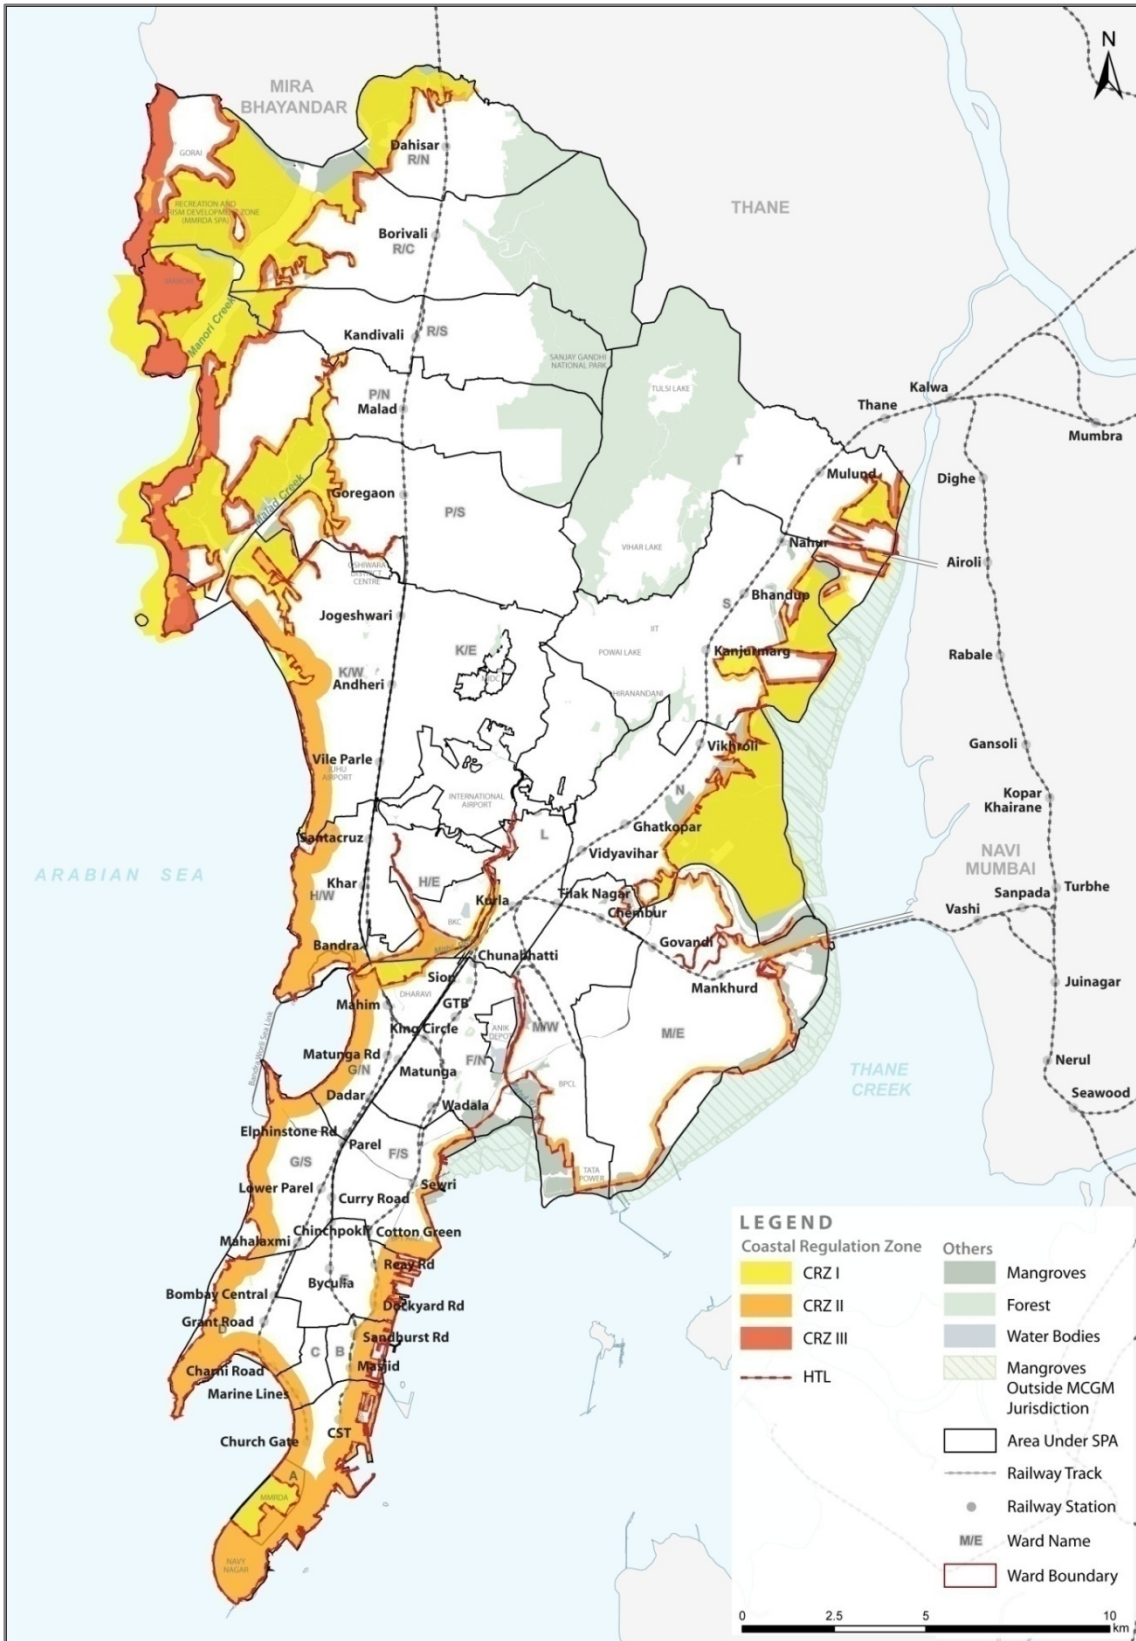 N
MIRA
BHAYANDAR
GORAI
Dahisar
R/N
THANE
RECREATION AND
RISM DEVELOPMENT ZONE
(MMRDA SPA)
Borivali
R/C
MANORI
Manori Creek
Kandivali
R/S
SANJAY GANDHI
NATIONAL PARK
TULSI LAKE
Kalwa
P/N
Malad
Thane
Mumbra
T
Mulund
Dighe
Goregaon
Malad Creek
P/S
Nahur
VIHAR LAKE
OSHIWARA
DISTRICT
CENTRE
Airoli
Bhandup
S
Jogeshwari
IIT
K/E
POWAI LAKE
Kanjurmarg
Rabale
K/W
MIDC
Andheri
HIRANANDANI
Vikhroli
Gansoli
Vile Parle
JUHU
AIRPORT
INTERNATIONAL
AIRPORT
N
Kopar
Khairane
Ghatkopar
L
Santacruz
Vidyavihar
NAVI
MUMBAI
ARABIAN SEA
Khar
H/E
H/W
Kurla
Tilak Nagar
Turbhe
Sanpada
Vashi
BKC
Chembur
Bandra
Govandi
Chunabhatti
Sion
Mankhurd
Juinagar
DHARAVI
Mahim
GTB
Bandra Worli Sea Link
King Circle
ANIK
DEPOT
M/W
M/E
Matunga Rd
G/N
Matunga
F/N
BPCL
Nerul
THANE
CREEK
Dadar
Wadala
Seawood
Elphinstone Rd
Parel
G/S
F/S
TATA
POWER
Lower Parel
Sewri
Curry Road
Chinchpokli
Cotton Green
Mahalaxmi
Reay Rd
Byculla
E
Bombay Central
Dockyard Rd
Grant Road
D
Sandhurst Rd
C
B
Charni Road
Masjid
Marine Lines
CST
Church Gate
A
MMRDA
NAVY
NAGAR
LEGEND
Coastal Regulation Zone
CRZ I
CRZ II
CRZ III
HTL
Others
Mangroves
Forest
Water Bodies
Mangroves
Outside MCGM
Jurisdiction
Area Under SPA
Railway Track
Railway Station
M/E
Ward Name
Ward Boundary
0
2.5
5
10
km